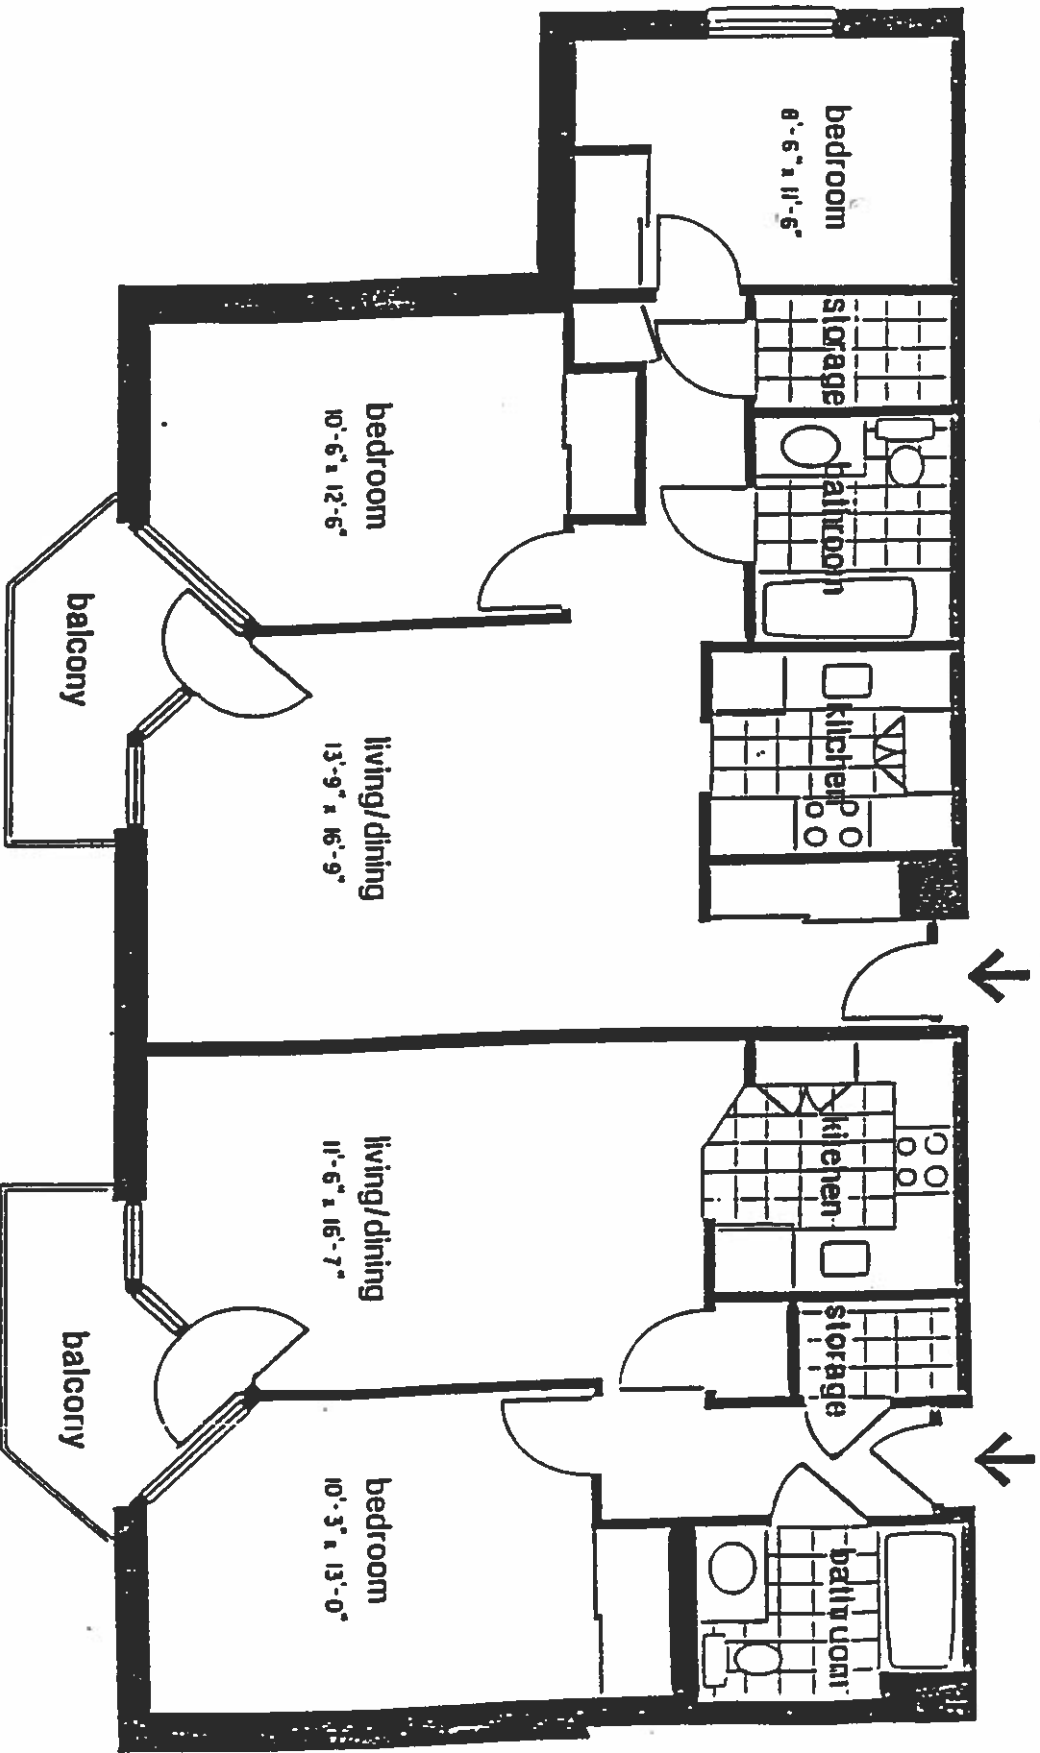 bedroom
8'-6" x 11'-6"
storage
bathroom
kitchen
bedroom
10'-6" x 12'-6"
living/dining
13'-9" x 16'-9"
balcony
kitchen
storage
bathroom
living/dining
11'-6" x 16'-7"
bedroom
10'-3" x 13'-0"
balcony